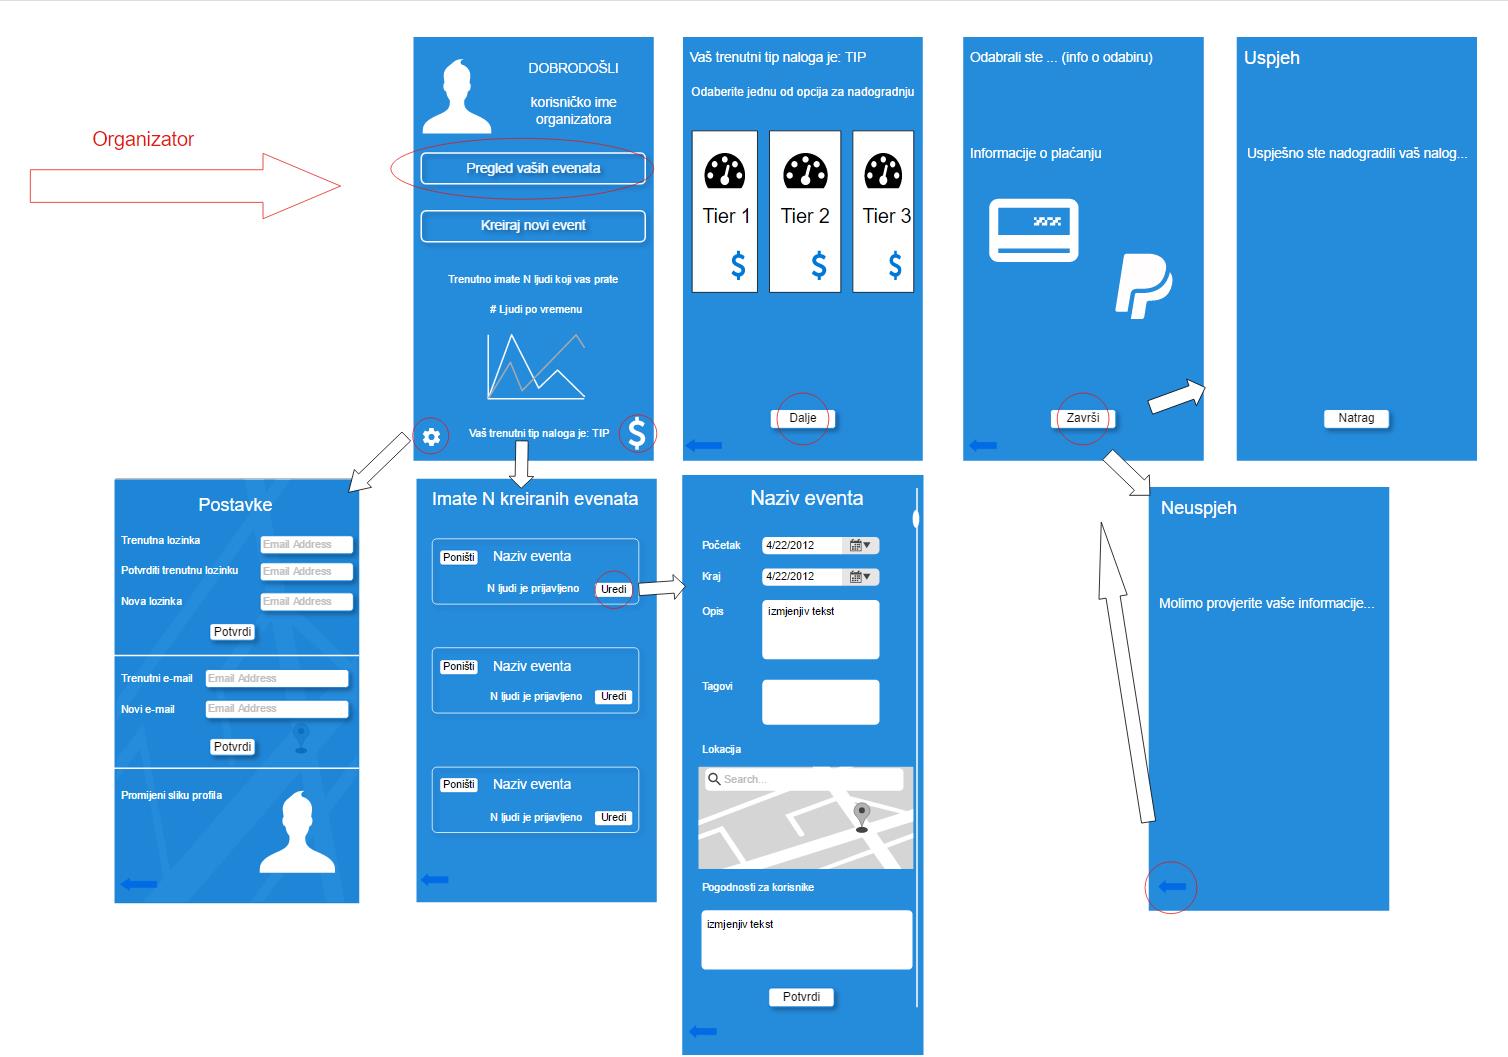 Organizator
DOBRODOŠLI
korisničko ime
organizatora
Pregled vaših evenata
Kreiraj novi event
Trenutno imate N ljudi koji vas prate
# Ljudi po vremenu
Vaš trenutni tip naloga je: TIP
$
Vaš trenutni tip naloga je: TIP
Odaberite jednu od opcija za nadogradnju
Tier 1
Tier 2
Tier 3
$
$
$
Dalje
Odabrali ste ... (info o odabiru)
Informacije o plaćanju
Završi
Uspjeh
Uspješno ste nadogradili vaš nalog...
Natrag
Postavke
Trenutna lozinka
Email Address
Potvrditi trenutnu lozinku
Email Address
Nova lozinka
Email Address
Potvrdi
Trenutni e-mail
Email Address
Novi e-mail
Email Address
Potvrdi
Promijeni sliku profila
Imate N kreiranih evenata
Poništi
Naziv eventa
N ljudi je prijavljeno
Uredi
Poništi
Naziv eventa
N ljudi je prijavljeno
Uredi
Poništi
Naziv eventa
N ljudi je prijavljeno
Uredi
Naziv eventa
Početak
4/22/2012
Kraj
4/22/2012
Opis
izmjenjiv tekst
Tagovi
Lokacija
Search...
Pogodnosti za korisnike
izmjenjiv tekst
Potvrdi
Neuspjeh
Molimo provjerite vaše informacije...